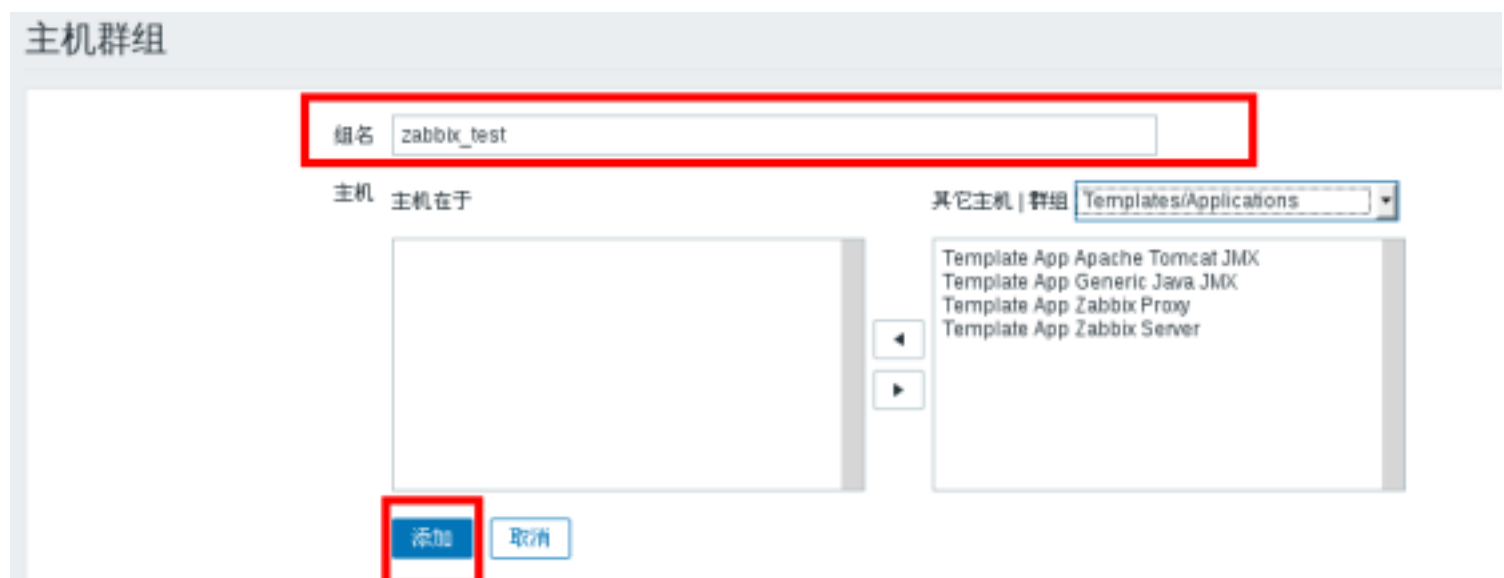 主机群组
组名 zabbix_test
主机 主机在于 其它主机 | 群组 Templates/Applications
Template App Apache Tomcat JMX
Template App Generic Java JMX
Template App Zabbix Proxy
Template App Zabbix Server
添加 取消